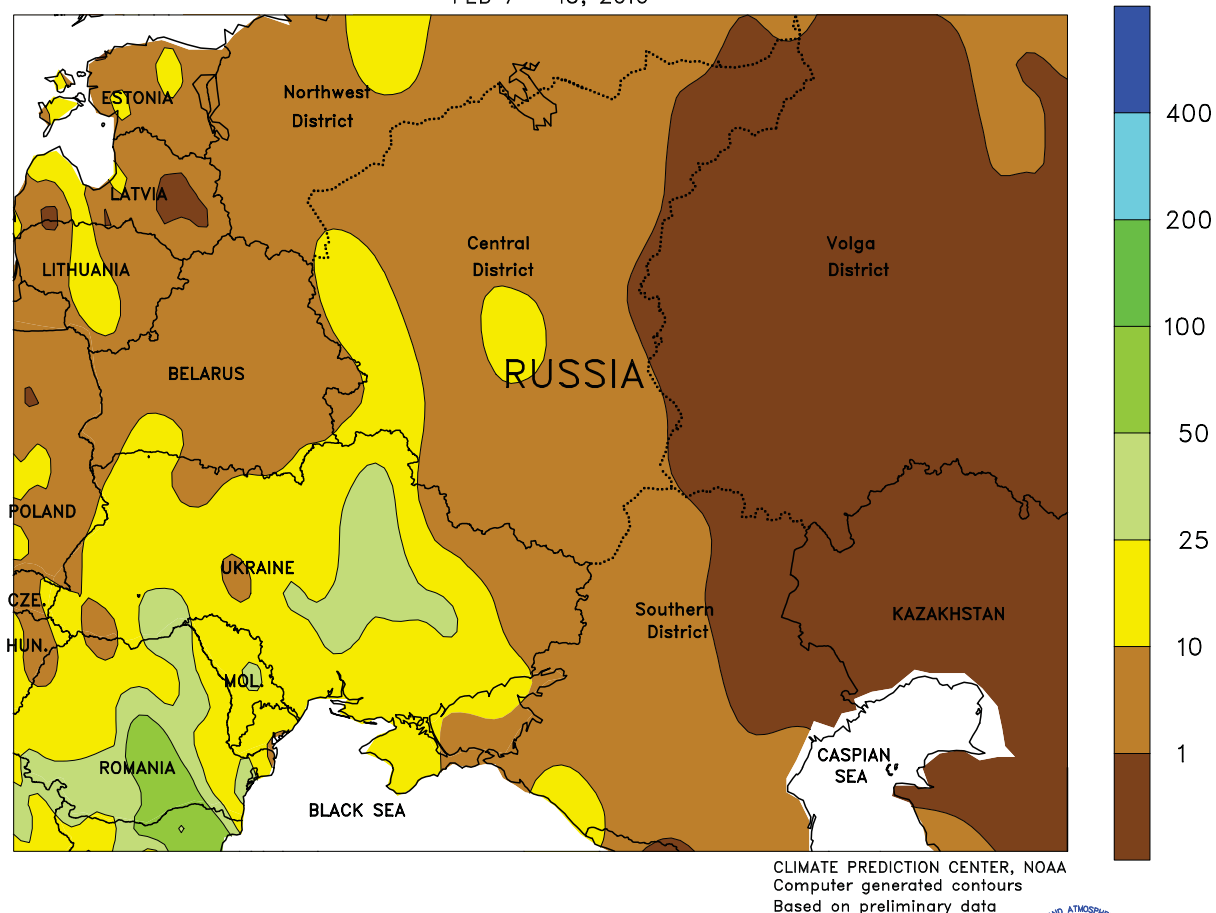 Northwest
District
ESTONIA
LATVIA
LITHUANIA
Central
District
Volga
District
BELARUS
RUSSIA
POLAND
UKRAINE
CZE.
HUN.
MOL.
Southern
District
KAZAKHSTAN
ROMANIA
CASPIAN
SEA
BLACK SEA
400
200
100
50
25
10
1
CLIMATE PREDICTION CENTER, NOAA
Computer generated contours
Based on preliminary data